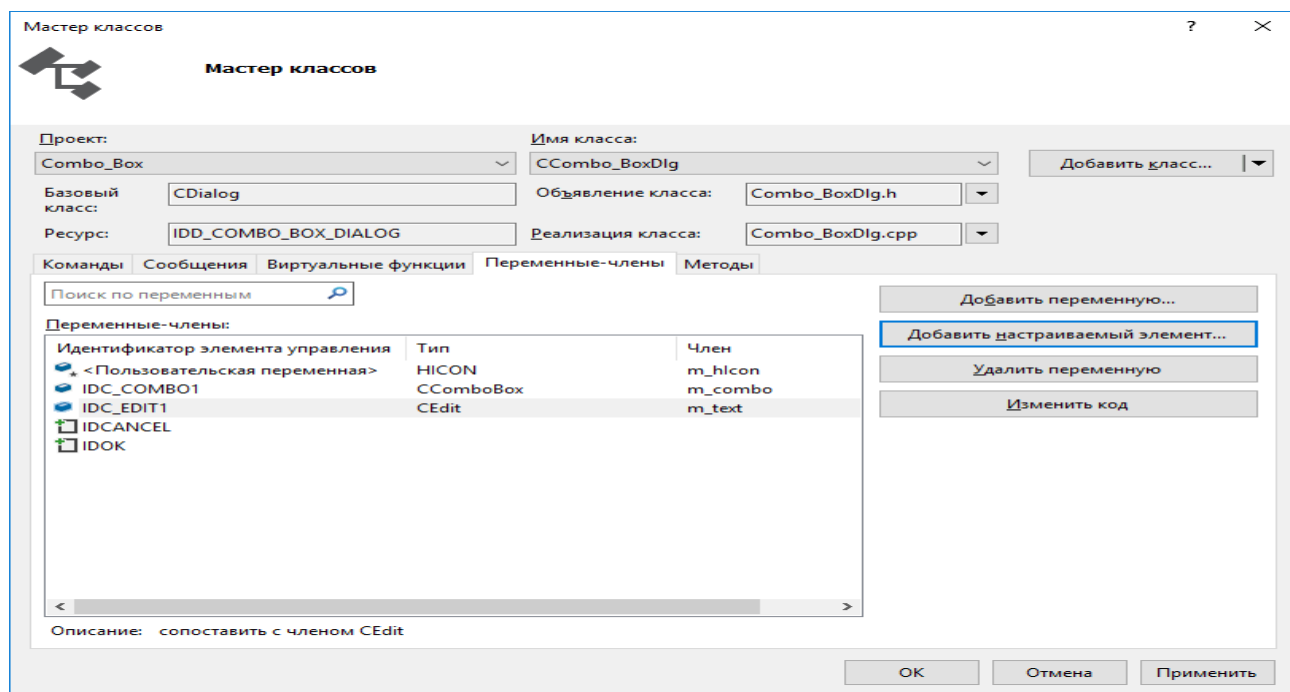 Мастер классов
?
Мастер классов
Проект:
Имя класса:
Combo_Box
CCombo_BoxDlg
Добавить класс...
Базовый класс:
CDialog
Объявление класса:
Combo_BoxDlg.h
Ресурс:
IDD_COMBO_BOX_DIALOG
Реализация класса:
Combo_BoxDlg.cpp
Команды Сообщения Виртуальные функции Переменные-члены Методы
Поиск по переменным
Добавить переменную...
Переменные-члены:
Добавить настраиваемый элемент...
Идентификатор элемента управления Тип Член
<Пользовательская переменная> HICON m_hIcon
Удалить переменную
IDC_COMBO1 CComboBox m_combo
IDC_EDIT1 CEdit m_text
Изменить код
IDCANCEL
IDOK
Описание: сопоставить с членом CEdit
ОК Отмена Применить